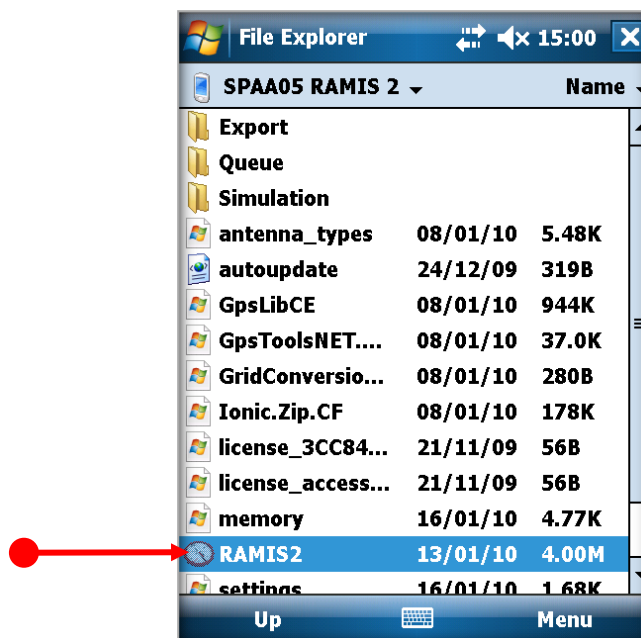 File Explorer 15:00 X
SPAA05 RAMIS 2 Name
Export
Queue
Simulation
antenna_types 08/01/10 5.48K
autoupdate 24/12/09 319B
GpsLibCE 08/01/10 944K
GpsToolsNET.... 08/01/10 37.0K
GridConversio... 08/01/10 280B
Ionic.Zip.CF 08/01/10 178K
license_3CC84... 21/11/09 56B
license_access... 21/11/09 56B
memory 16/01/10 4.77K
RAMIS2 13/01/10 4.00M
settings 16/01/10 1.68K
Up Menu